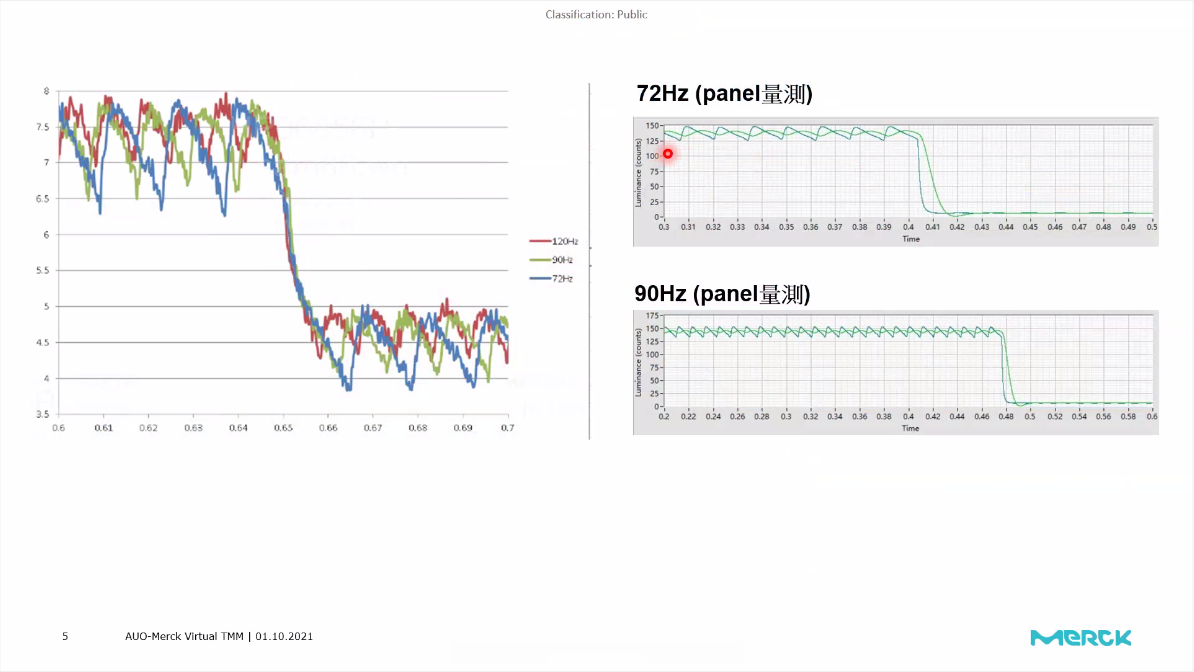 Classification: Public
8
7.5
7
6.5
6
5.5
5
4.5
4
3.5
0.6 0.61 0.62 0.63 0.64 0.65 0.66 0.67 0.68 0.69 0.7
120Hz
90Hz
72Hz
72Hz (panel量測)
Luminance (counts)
150
125
100
75
50
25
0
0.3 0.31 0.32 0.33 0.34 0.35 0.36 0.37 0.38 0.39 0.4 0.41 0.42 0.43 0.44 0.45 0.46 0.47 0.48 0.49 0.5
Time
90Hz (panel量測)
Luminance (counts)
175
150
125
100
75
50
25
0
0.2 0.22 0.24 0.26 0.28 0.3 0.32 0.34 0.36 0.38 0.4 0.42 0.44 0.46 0.48 0.5 0.52 0.54 0.56 0.58 0.6
Time
5 AUO-Merck Virtual TMM | 01.10.2021
MERCK